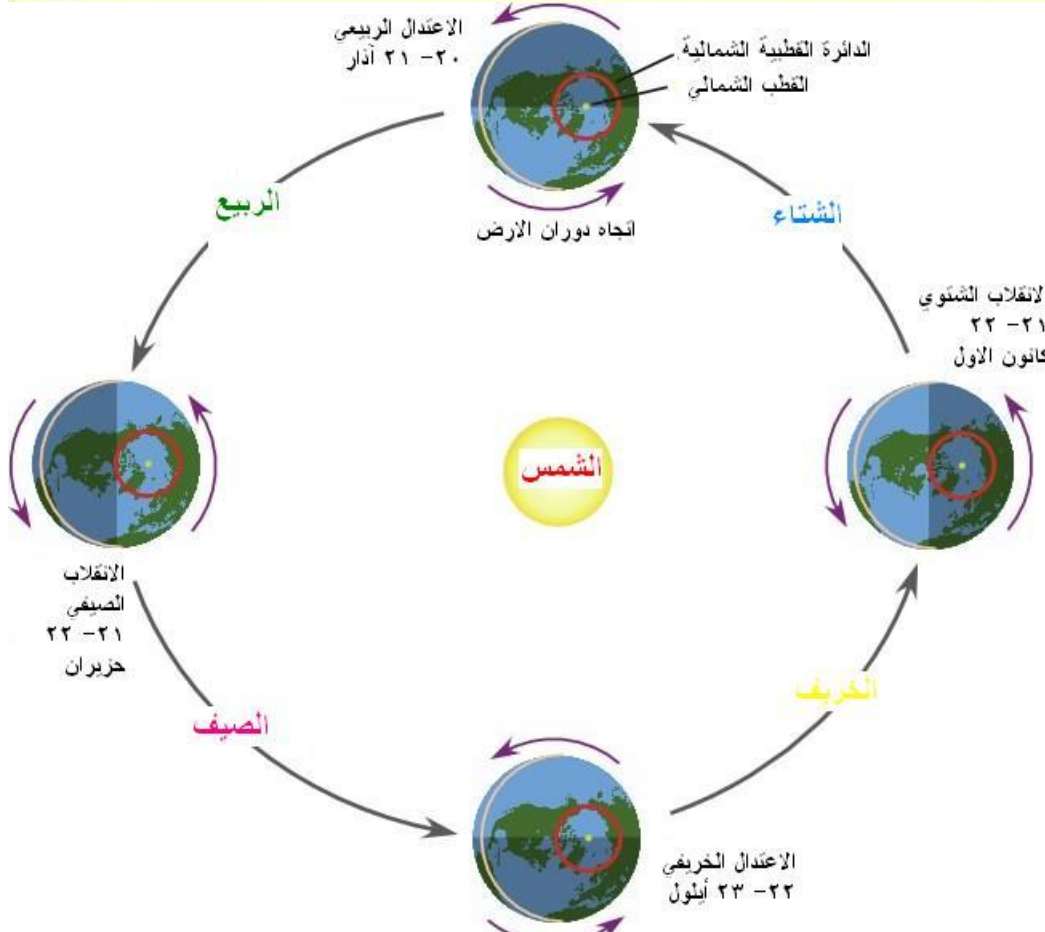 الاعتدال الربيعي
٢٠- ٢١ آذار
الدائرة القطبية الشمالية
القطب الشمالي
الربيع
الشتاء
اتجاه دوران الارض
الانقلاب الشتوي
٢١- ٢٢
كانون الاول
الشمس
الانقلاب
الصيفي
٢١- ٢٢
حزيران
الصيف
الخريف
الاعتدال الخريفي
٢٢- ٢٣ أيلول